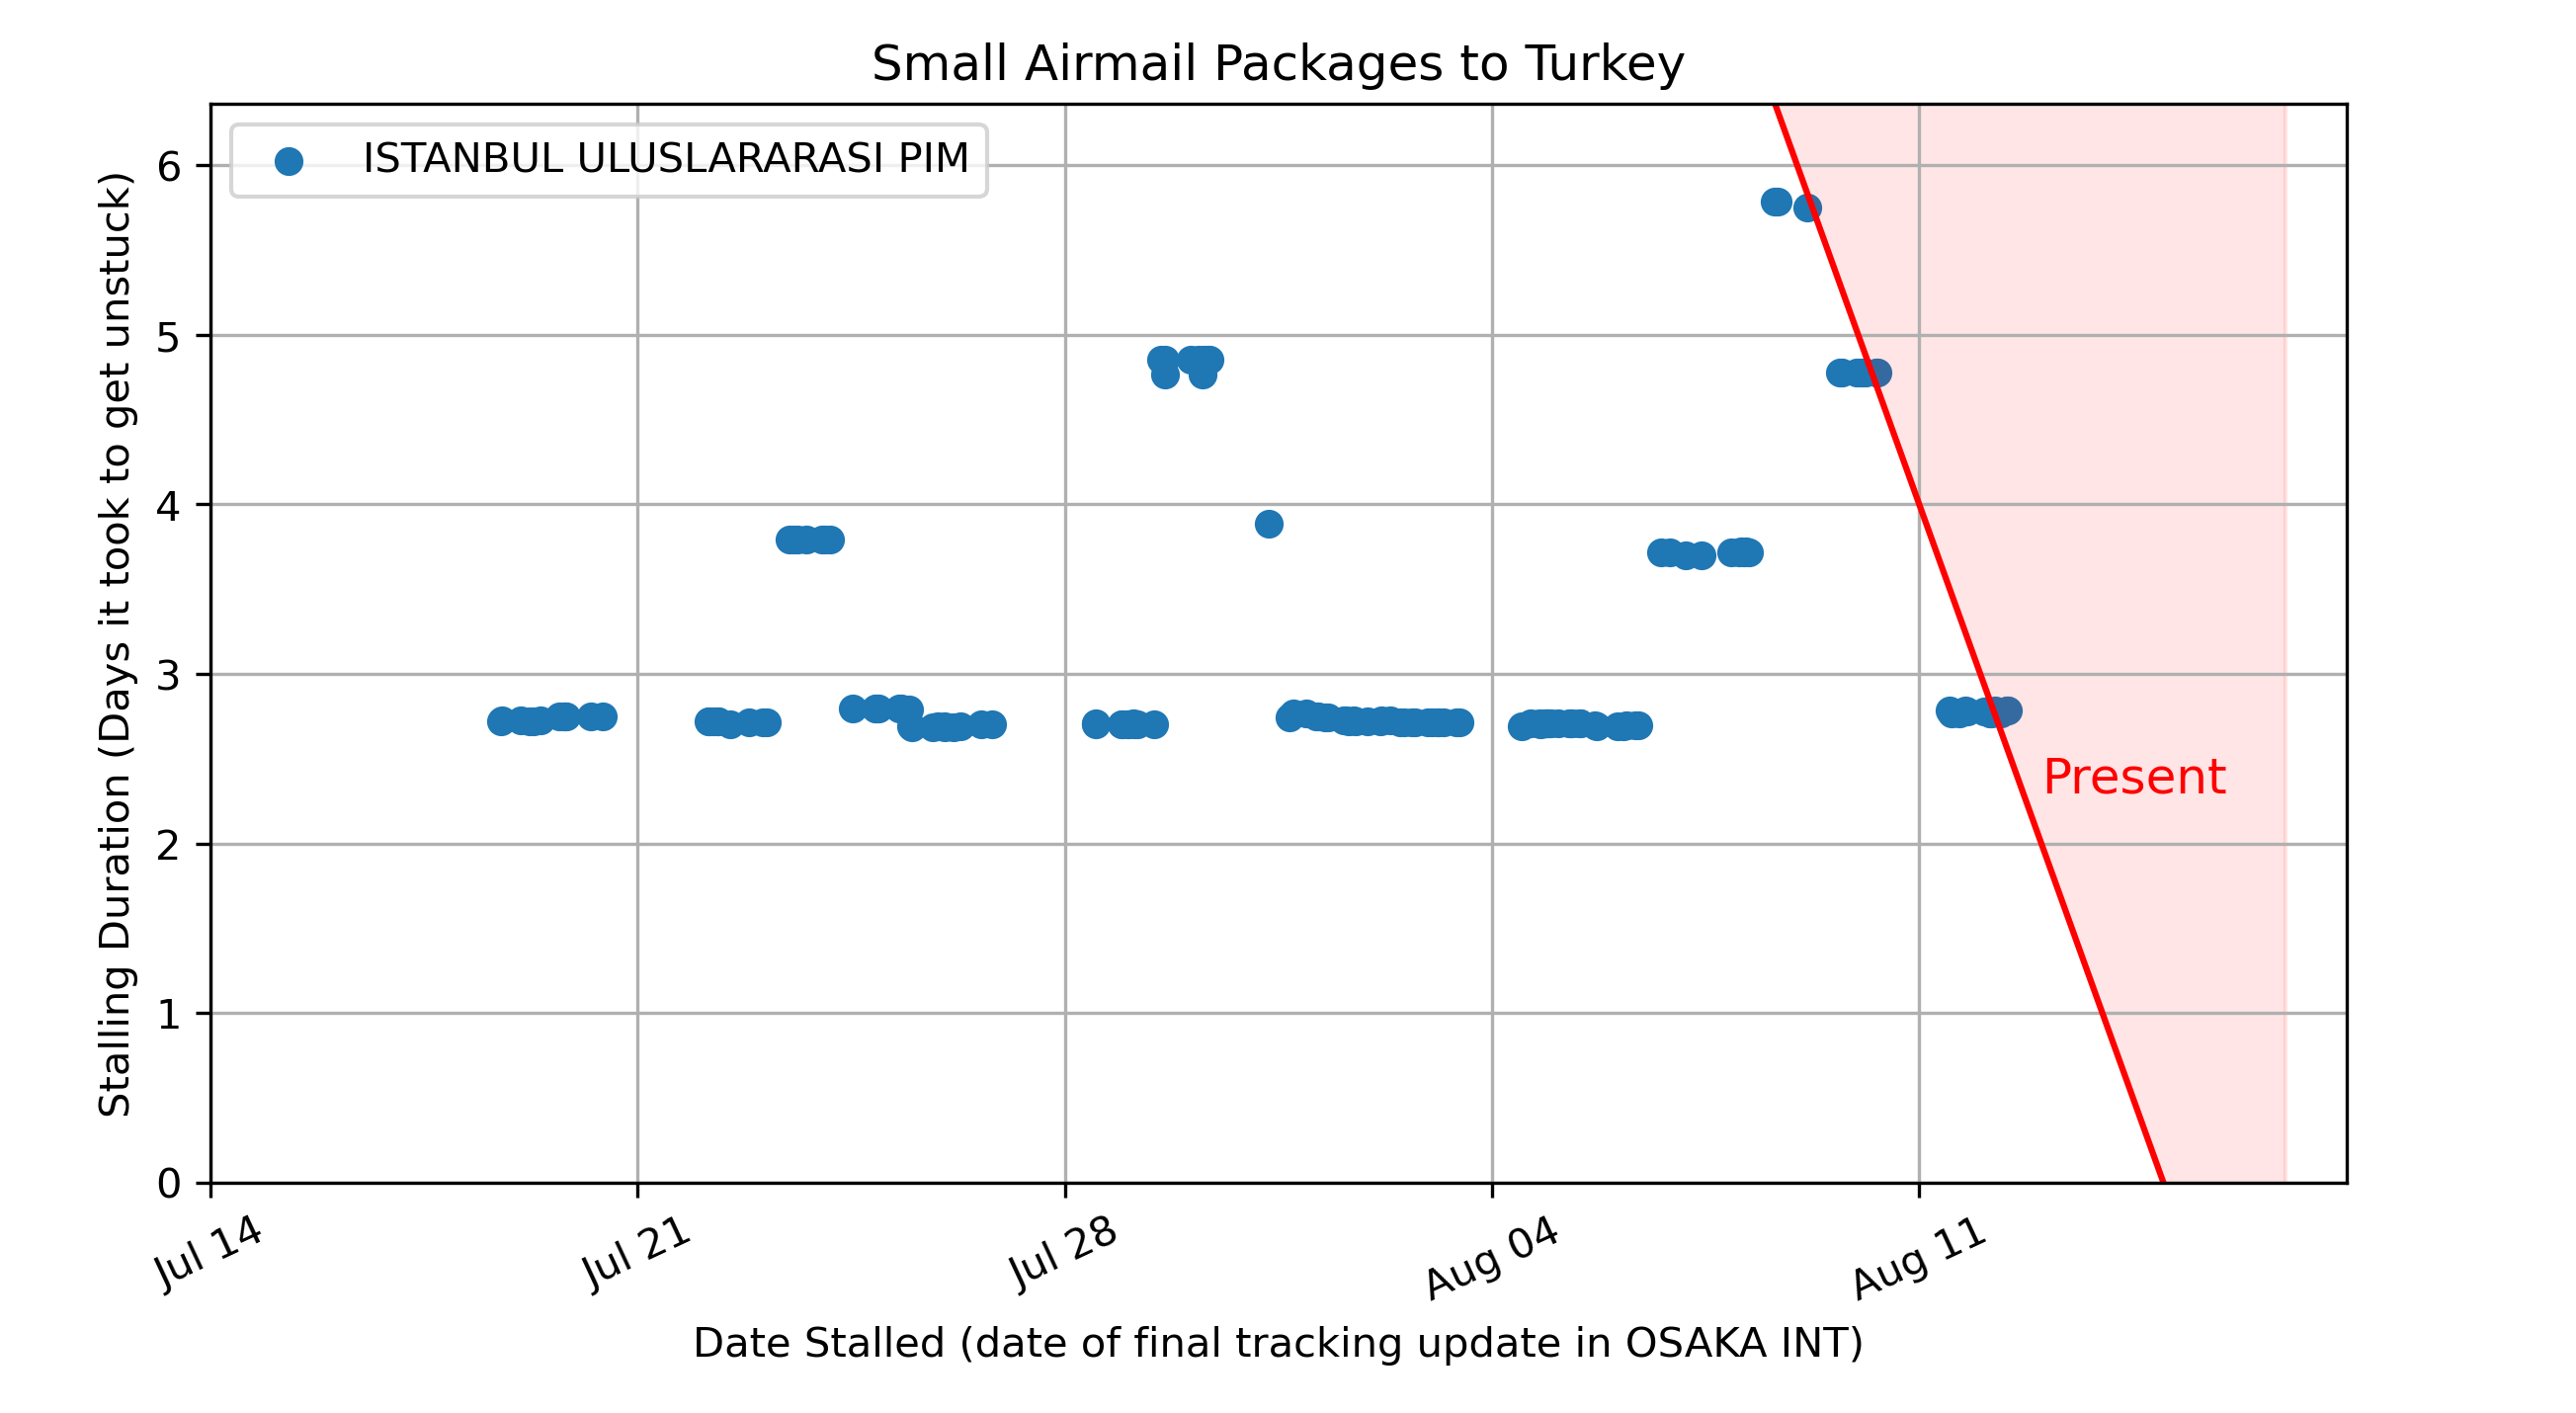 Small Airmail Packages to Turkey
ISTANBUL ULUSLARARASI PIM
Stalling Duration (Days it took to get unstuck)
6
5
4
3
2
1
0
Present
Jul 14
Jul 21
Jul 28
Aug 04
Aug 11
Date Stalled (date of final tracking update in OSAKA INT)